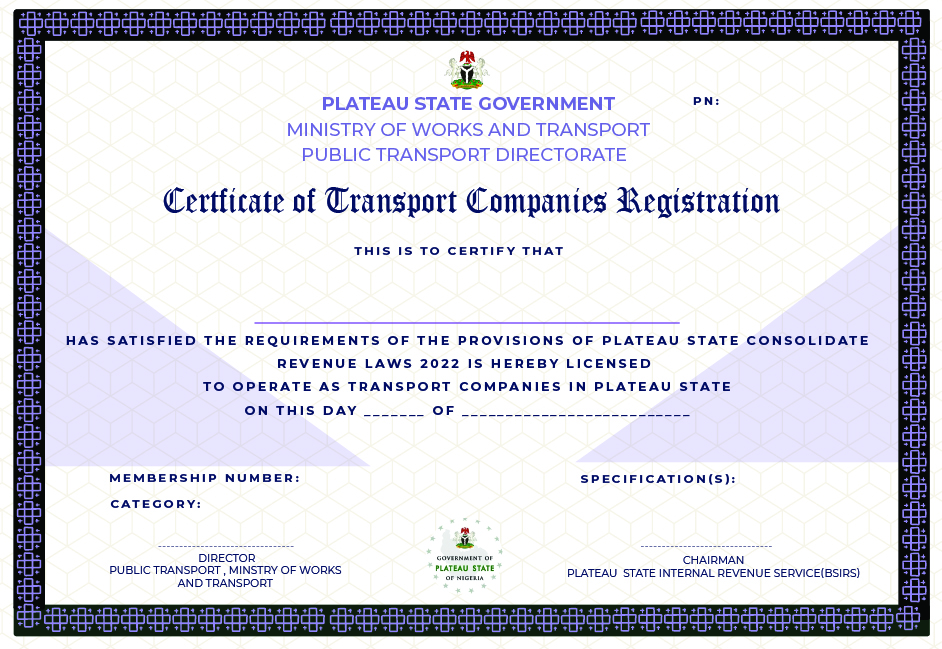 PLATEAU STATE GOVERNMENT
PN:
MINISTRY OF WORKS AND TRANSPORT
PUBLIC TRANSPORT DIRECTORATE
Certficate of Transport Companies Registration
THIS IS TO CERTIFY THAT
HAS SATISFIED THE REQUIREMENTS OF THE PROVISIONS OF PLATEAU STATE CONSOLIDATE
REVENUE LAWS 2022 IS HEREBY LICENSED
TO OPERATE AS TRANSPORT COMPANIES IN PLATEAU STATE
ON THIS DAY _______ OF __________________________
MEMBERSHIP NUMBER:
SPECIFICATION(S):
CATEGORY:
DIRECTOR
PUBLIC TRANSPORT , MINSTRY OF WORKS
AND TRANSPORT
GOVERNMENT OF
PLATEAU STATE
OF NIGERIA
CHAIRMAN
PLATEAU STATE INTERNAL REVENUE SERVICE(BSIRS)